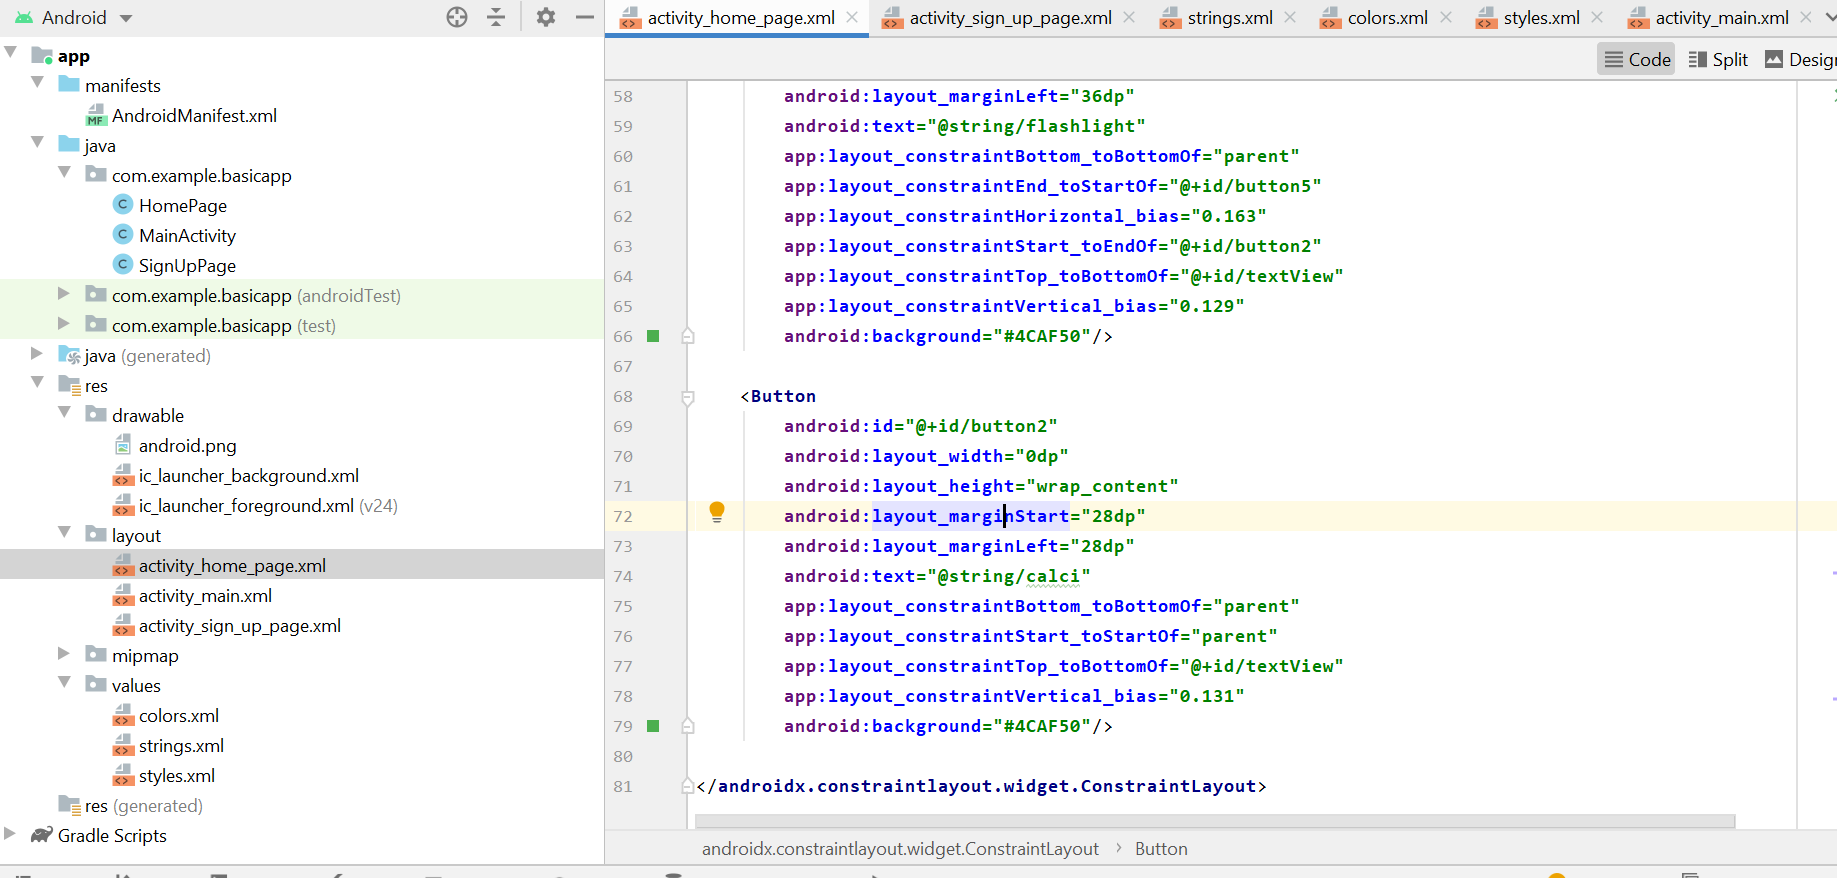 Android
app
manifests
MF
AndroidManifest.xml
java
com.example.basicapp
C HomePage
C MainActivity
C SignUpPage
com.example.basicapp (androidTest)
com.example.basicapp (test)
java (generated)
res
drawable
android.png
ic_launcher_background.xml
ic_launcher_foreground.xml (v24)
layout
activity_home_page.xml
activity_main.xml
activity_sign_up_page.xml
mipmap
values
colors.xml
strings.xml
styles.xml
res (generated)
Gradle Scripts
activity_home_page.xml activity_sign_up_page.xml strings.xml colors.xml styles.xml activity_main.xml
Code Split Design
58 android:layout_marginLeft="36dp"
59 android:text="@string/flashlight"
60 app:layout_constraintBottom_toBottomOf="parent"
61 app:layout_constraintEnd_toStartOf="@+id/button5"
62 app:layout_constraintHorizontal_bias="0.163"
63 app:layout_constraintStart_toEndOf="@+id/button2"
64 app:layout_constraintTop_toBottomOf="@+id/textView"
65 app:layout_constraintVertical_bias="0.129"
66 android:background="#4CAF50"/>
67
68 <Button
69 android:id="@+id/button2"
70 android:layout_width="0dp"
71 android:layout_height="wrap_content"
72 android:layout_marginStart="28dp"
73 android:layout_marginLeft="28dp"
74 android:text="@string/calci"
75 app:layout_constraintBottom_toBottomOf="parent"
76 app:layout_constraintStart_toStartOf="parent"
77 app:layout_constraintTop_toBottomOf="@+id/textView"
78 app:layout_constraintVertical_bias="0.131"
79 android:background="#4CAF50"/>
80
81 </androidx.constraintlayout.widget.ConstraintLayout>
androidx.constraintlayout.widget.ConstraintLayout › Button